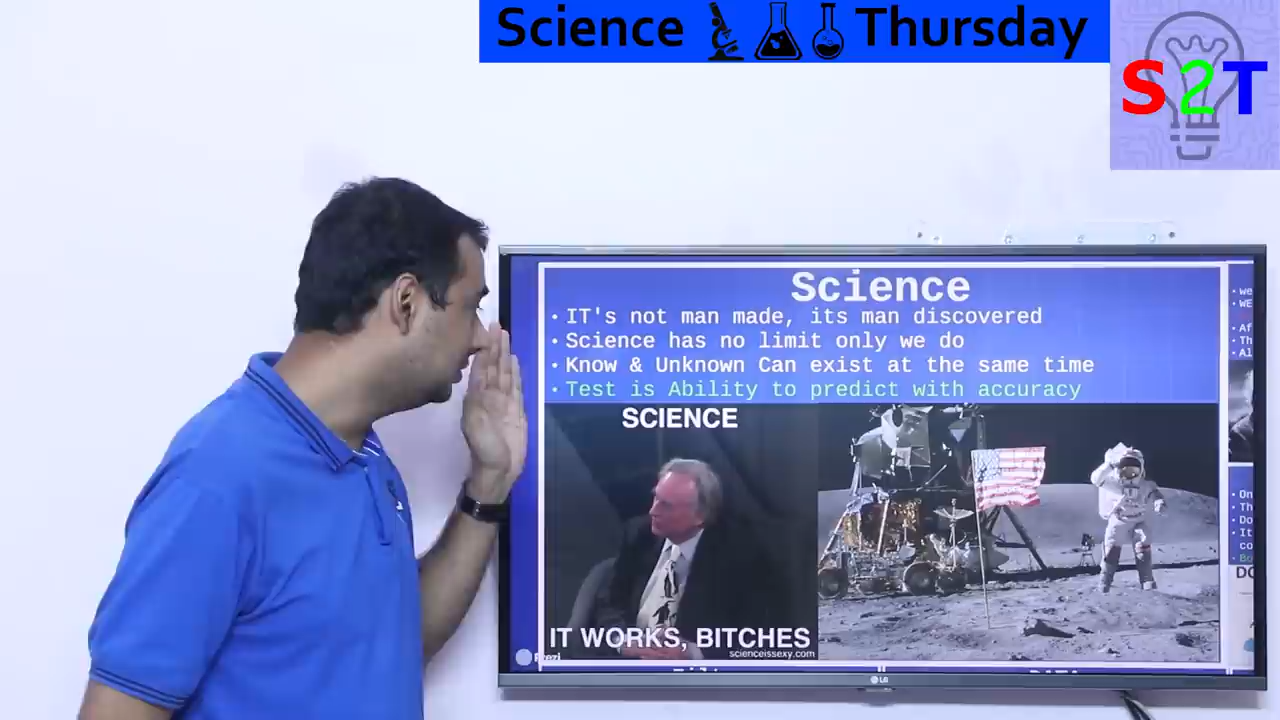 Science Thursday
S2T
Science
• IT's not man made, its man discovered
• Science has no limit only we do
• Know & Unknown Can exist at the same time
• Test is Ability to predict with accuracy
SCIENCE
IT WORKS, BITCHES
scienceissexy.com
Prezi
LG